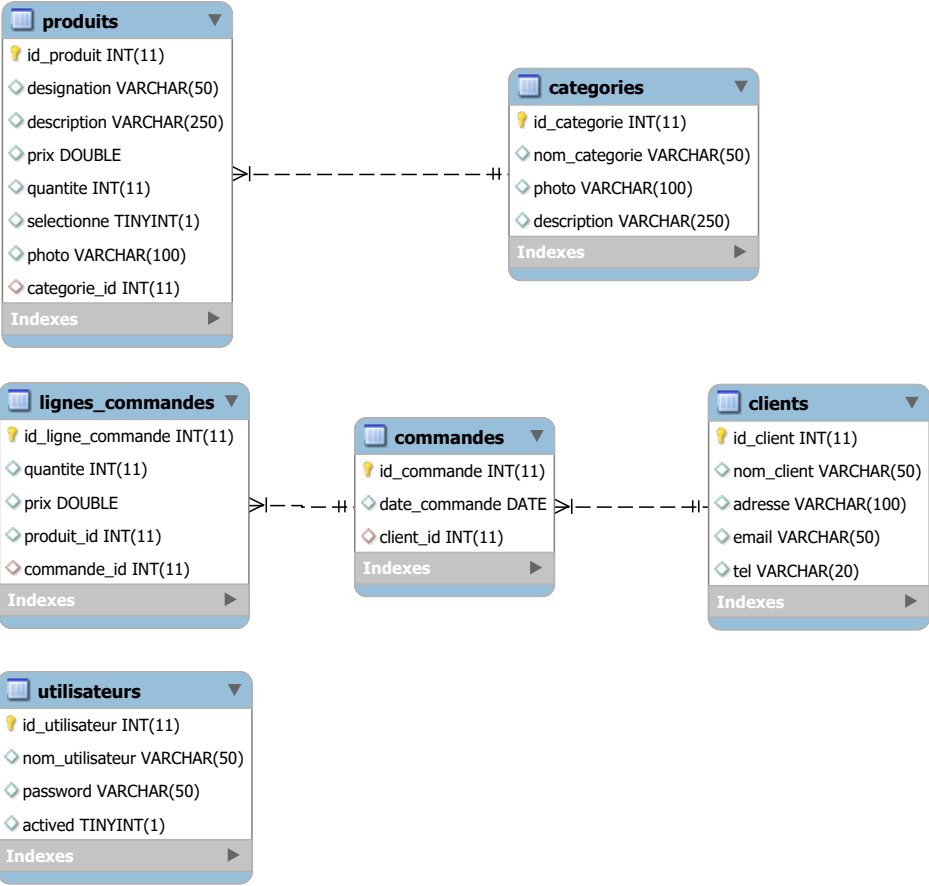 produits
id_produit INT(11)
designation VARCHAR(50)
description VARCHAR(250)
prix DOUBLE
quantite INT(11)
selectionne TINYINT(1)
photo VARCHAR(100)
categorie_id INT(11)
Indexes
categories
id_categorie INT(11)
nom_categorie VARCHAR(50)
photo VARCHAR(100)
description VARCHAR(250)
Indexes
lignes_commandes
id_ligne_commande INT(11)
quantite INT(11)
prix DOUBLE
produit_id INT(11)
commande_id INT(11)
Indexes
commandes
id_commande INT(11)
date_commande DATE
client_id INT(11)
Indexes
clients
id_client INT(11)
nom_client VARCHAR(50)
adresse VARCHAR(100)
email VARCHAR(50)
tel VARCHAR(20)
Indexes
utilisateurs
id_utilisateur INT(11)
nom_utilisateur VARCHAR(50)
password VARCHAR(50)
actived TINYINT(1)
Indexes